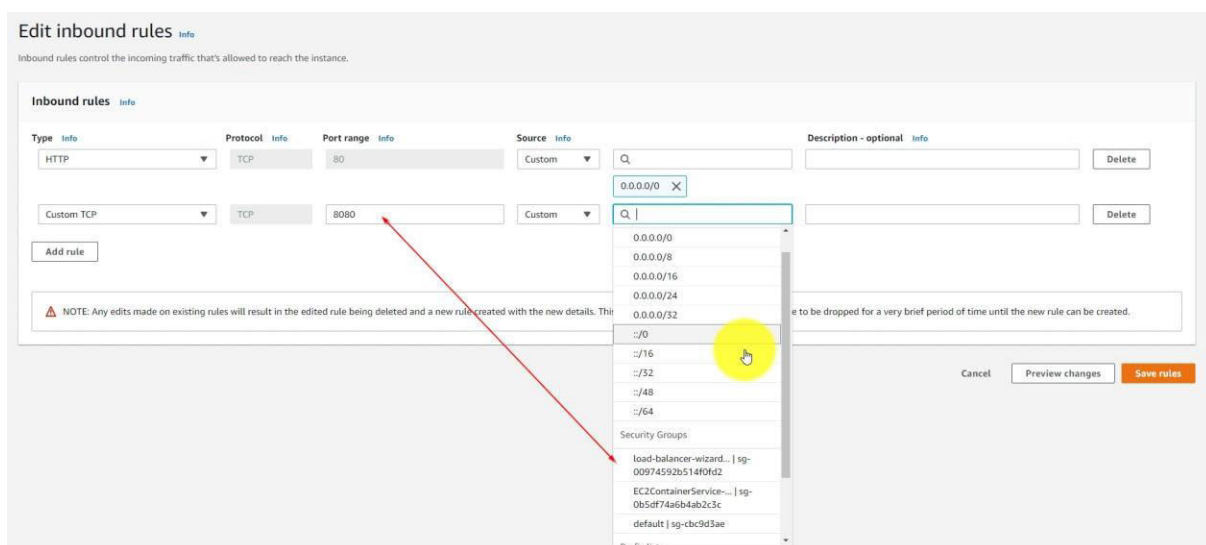 Edit inbound rules Info
Inbound rules control the incoming traffic that's allowed to reach the instance.
Inbound rules Info
Type Info Protocol Info Port range Info Source Info Description - optional Info
HTTP TCP 80 Custom Delete
0.0.0.0/0
Custom TCP TCP 8080 Custom Delete
Add rule
0.0.0.0/0
0.0.0.0/8
0.0.0.0/16
0.0.0.0/24
0.0.0.0/32
::/0
::/16
::/32
::/48
::/64
Security Groups
load-balancer-wizard... | sg-
00974592b514f0fd2
EC2ContainerService-... | sg-
0b5df74a6b4ab2c3c
default | sg-cbc9d3ae
NOTE: Any edits made on existing rules will result in the edited rule being deleted and a new rule created with the new details. This e to be dropped for a very brief period of time until the new rule can be created.
Cancel Preview changes Save rules